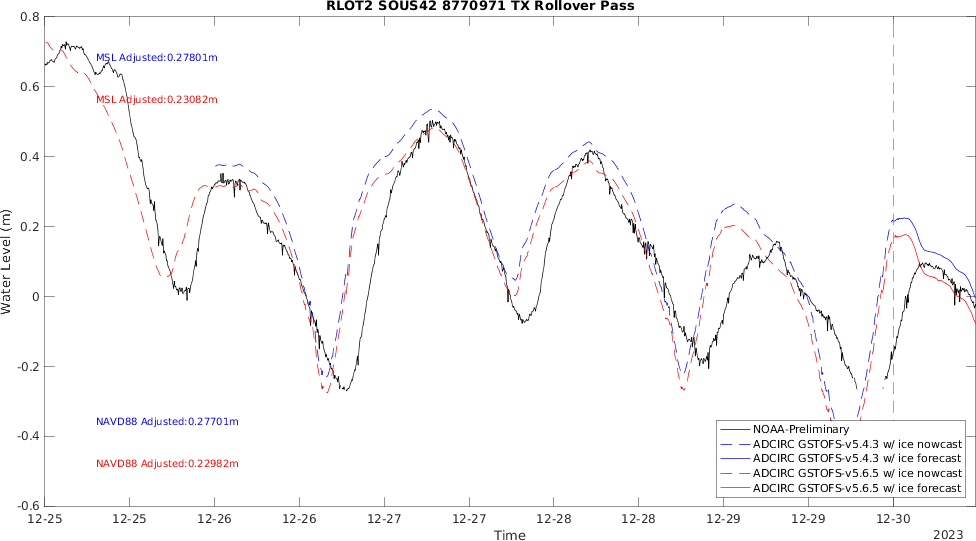 RLOT2 SOUS42 8770971 TX Rollover Pass
0.8
0.6
0.4
0.2
0
-0.2
-0.4
-0.6
Water Level (m)
MSL Adjusted:0.27801m
MSL Adjusted:0.23082m
NAVD88 Adjusted:0.27701m
NAVD88 Adjusted:0.22982m
NOAA-Preliminary
ADCIRC GSTOFS-v5.4.3 w/ ice nowcast
ADCIRC GSTOFS-v5.4.3 w/ ice forecast
ADCIRC GSTOFS-v5.6.5 w/ ice nowcast
ADCIRC GSTOFS-v5.6.5 w/ ice forecast
12-25 12-25 12-26 12-26 12-27 12-27 12-28 12-28 12-29 12-29 12-30
Time
2023